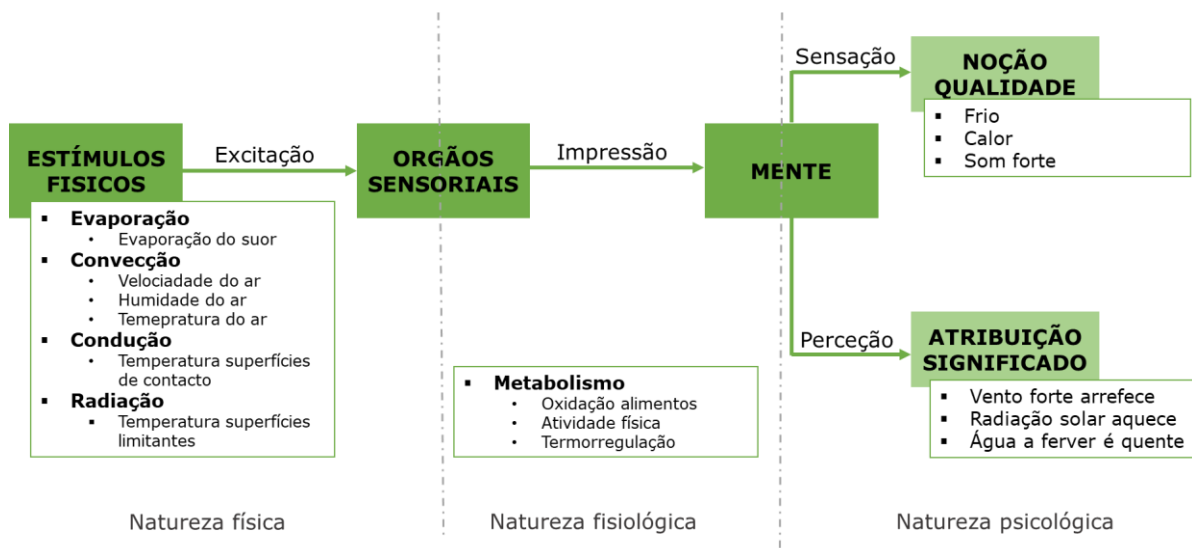 ESTÍMULOS
FISICOS
▪ Evaporação
• Evaporação do suor
▪ Convecção
• Velociadade do ar
• Humidade do ar
• Temepratura do ar
▪ Condução
• Temperatura superfícies
de contacto
▪ Radiação
▪ Temperatura superfícies
limitantes
Excitação
ORGÃOS
SENSORIAIS
Impressão
▪ Metabolismo
• Oxidação alimentos
• Atividade física
• Termorregulação
MENTE
Sensação
NOÇÃO
QUALIDADE
▪ Frio
▪ Calor
▪ Som forte
Perceção
ATRIBUIÇÃO
SIGNIFICADO
▪ Vento forte arrefece
▪ Radiação solar aquece
▪ Água a ferver é quente
Natureza física
Natureza fisiológica
Natureza psicológica